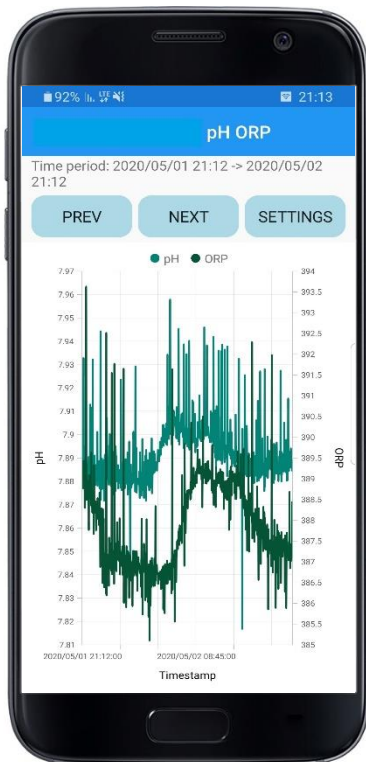 92% LTE 21:13
pH ORP
Time period: 2020/05/01 21:12 -> 2020/05/02
21:12
PREV NEXT SETTINGS
pH ORP
7.97 394
7.96 393.5
7.94 393
7.93 392.5
7.92 392
7.91 391.5
7.9 391
7.89 390.5
7.88 390
7.87 389.5
7.86 389
7.85 388.5
7.84 388
7.83 387.5
7.82 387
7.81 386.5
386
385.5
385
pH
ORP
2020/05/01 21:12:00 2020/05/02 08:45:00
Timestamp